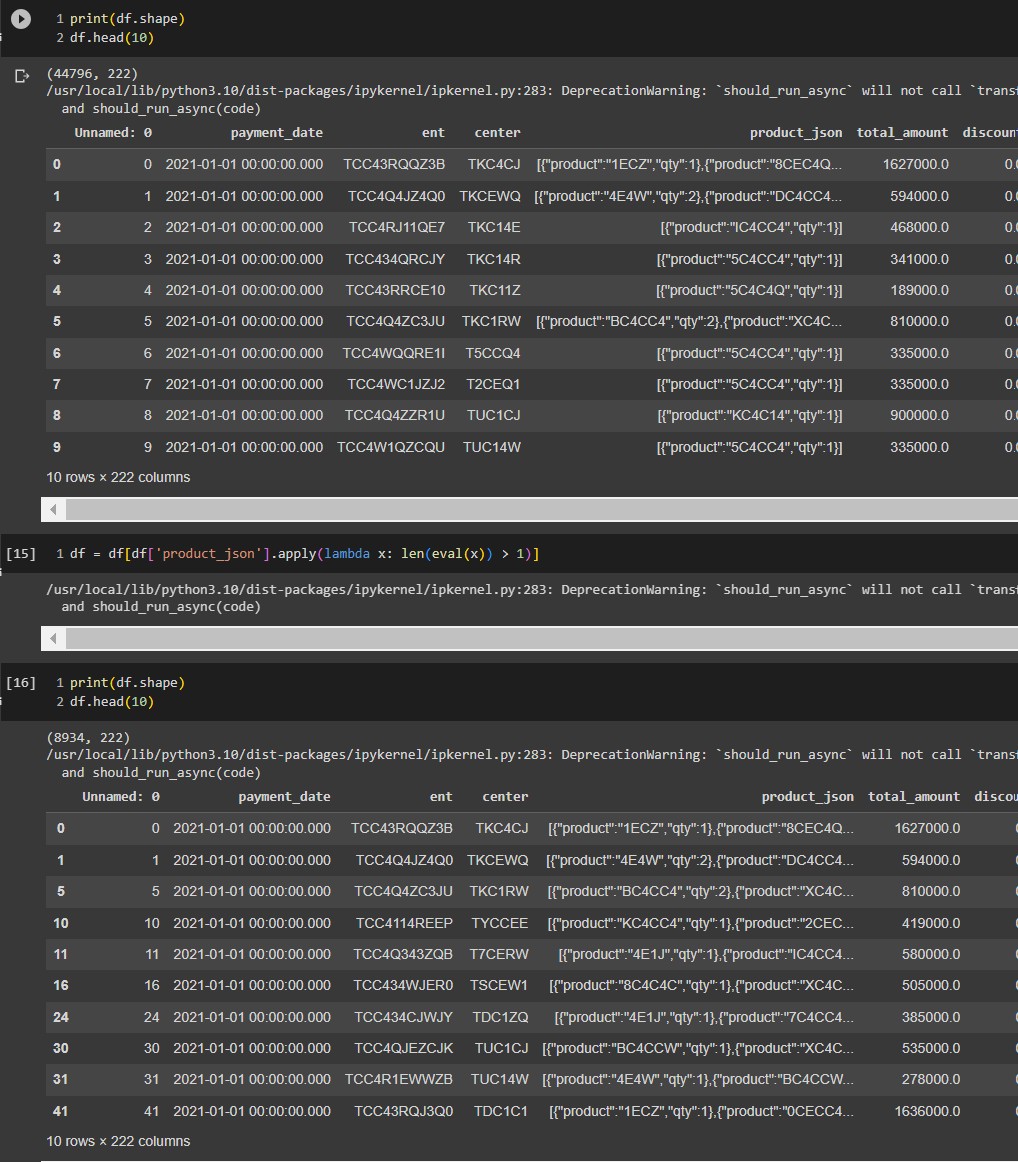 1 print(df.shape)
2 df.head(10)
(44796, 222)
/usr/local/lib/python3.10/dist-packages/ipykernel/ipkernel.py:283: DeprecationWarning: `should_run_async` will not call `transf
and should_run_async(code)
Unnamed: 0 payment_date ent center product_json total_amount discoun
0 0 2021-01-01 00:00:00.000 TCC43RQQZ3B TKC4CJ [{"product":"1ECZ","qty":1},{"product":"8CEC4Q... 1627000.0 0.0
1 1 2021-01-01 00:00:00.000 TCC4Q4JZ4Q0 TKCEWQ [{"product":"4E4W","qty":2},{"product":"DC4CC4... 594000.0 0.0
2 2 2021-01-01 00:00:00.000 TCC4RJ11QE7 TKC14E [{"product":"IC4CC4","qty":1}] 468000.0 0.0
3 3 2021-01-01 00:00:00.000 TCC434QRCJY TKC14R [{"product":"5C4CC4","qty":1}] 341000.0 0.0
4 4 2021-01-01 00:00:00.000 TCC43RRCE10 TKC11Z [{"product":"5C4C4Q","qty":1}] 189000.0 0.0
5 5 2021-01-01 00:00:00.000 TCC4Q4ZC3JU TKC1RW [{"product":"BC4CC4","qty":2},{"product":"XC4C... 810000.0 0.0
6 6 2021-01-01 00:00:00.000 TCC4WQQRE1I T5CCQ4 [{"product":"5C4CC4","qty":1}] 335000.0 0.0
7 7 2021-01-01 00:00:00.000 TCC4WC1JZJ2 T2CEQ1 [{"product":"5C4CC4","qty":1}] 335000.0 0.0
8 8 2021-01-01 00:00:00.000 TCC4Q4ZZR1U TUC1CJ [{"product":"KC4C14","qty":1}] 900000.0 0.0
9 9 2021-01-01 00:00:00.000 TCC4W1QZCQU TUC14W [{"product":"5C4CC4","qty":1}] 335000.0 0.0
10 rows × 222 columns
[15] 1 df = df[df['product_json'].apply(lambda x: len(eval(x)) > 1)]
/usr/local/lib/python3.10/dist-packages/ipykernel/ipkernel.py:283: DeprecationWarning: `should_run_async` will not call `transf
and should_run_async(code)
[16] 1 print(df.shape)
2 df.head(10)
(8934, 222)
/usr/local/lib/python3.10/dist-packages/ipykernel/ipkernel.py:283: DeprecationWarning: `should_run_async` will not call `transf
and should_run_async(code)
Unnamed: 0 payment_date ent center product_json total_amount discou
0 0 2021-01-01 00:00:00.000 TCC43RQQZ3B TKC4CJ [{"product":"1ECZ","qty":1},{"product":"8CEC4Q... 1627000.0
1 1 2021-01-01 00:00:00.000 TCC4Q4JZ4Q0 TKCEWQ [{"product":"4E4W","qty":2},{"product":"DC4CC4... 594000.0
5 5 2021-01-01 00:00:00.000 TCC4Q4ZC3JU TKC1RW [{"product":"BC4CC4","qty":2},{"product":"XC4C... 810000.0
10 10 2021-01-01 00:00:00.000 TCC4114REEP TYCCEE [{"product":"KC4CC4","qty":1},{"product":"2CEC... 419000.0
11 11 2021-01-01 00:00:00.000 TCC4Q343ZQB T7CERW [{"product":"4E1J","qty":1},{"product":"IC4CC4... 580000.0
16 16 2021-01-01 00:00:00.000 TCC434WJER0 TSCEW1 [{"product":"8C4C4C","qty":1},{"product":"XC4C... 505000.0
24 24 2021-01-01 00:00:00.000 TCC434CJWJY TDC1ZQ [{"product":"4E1J","qty":1},{"product":"7C4CC4... 385000.0
30 30 2021-01-01 00:00:00.000 TCC4QJEZCJK TUC1CJ [{"product":"BC4CCW","qty":1},{"product":"XC4C... 535000.0
31 31 2021-01-01 00:00:00.000 TCC4R1EWWZB TUC14W [{"product":"4E4W","qty":1},{"product":"BC4CCW... 278000.0
41 41 2021-01-01 00:00:00.000 TCC43RQJ3Q0 TDC1C1 [{"product":"1ECZ","qty":1},{"product":"0CECC4... 1636000.0
10 rows × 222 columns